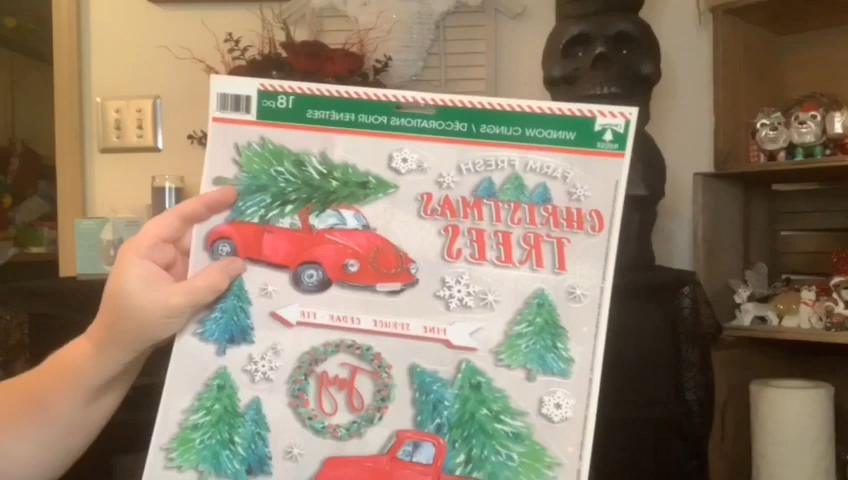 18 pc
WINDOW CLINGS / DÉCORATIONS POUR FENÊTRES
FARM FRESH
CHRISTMAS
TREES
PINE SPRUCE CEDAR · FIR
Joy